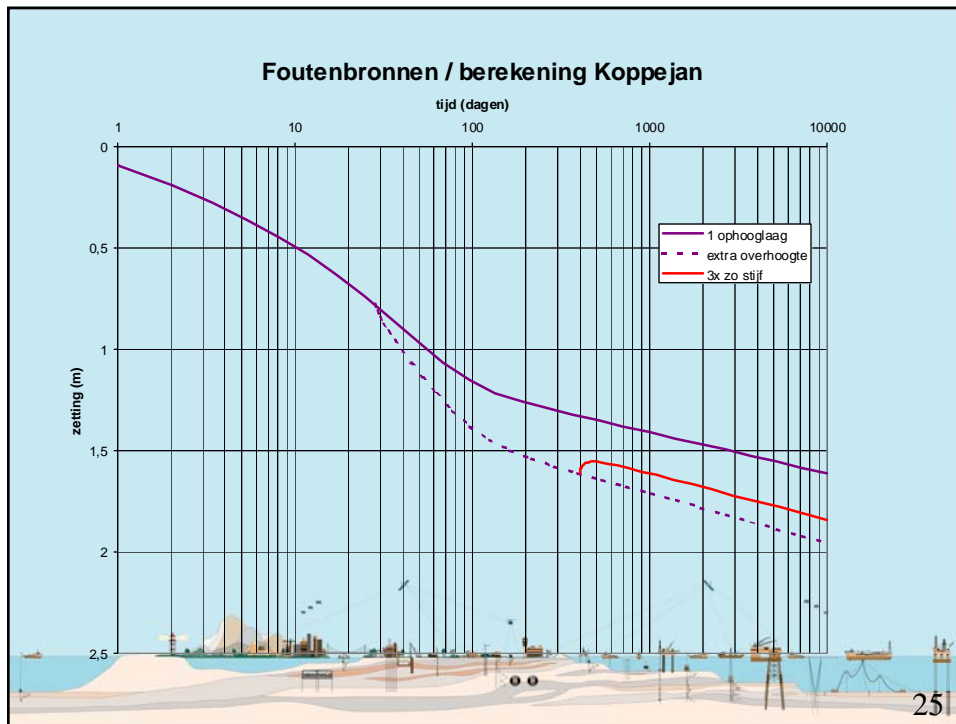 Foutenbronnen / berekening Koppejan
tijd (dagen)
1 10 100 1000 10000
0
0,5
1
1,5
2
2,5
zetting (m)
1 ophooglaag
extra overhoogte
3x zo stijf
25